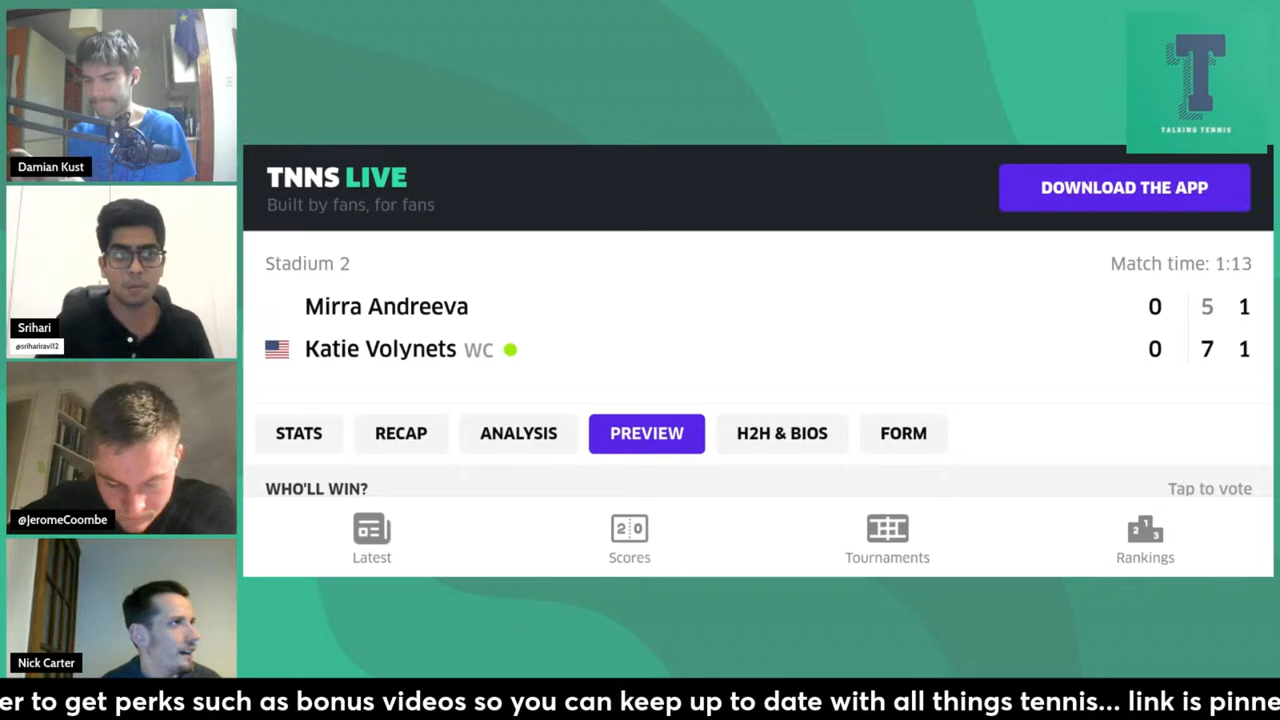 Damian Kust
Srihari
@srihariravi12
@JeromeCoombe
Nick Carter
T
TALKING TENNIS
TNNS LIVE
Built by fans, for fans
DOWNLOAD THE APP
Stadium 2
Match time: 1:13
Mirra Andreeva 0 5 1
Katie Volynets WC 0 7 1
STATS RECAP ANALYSIS PREVIEW H2H & BIOS FORM
WHO'LL WIN? Tap to vote
2 0
2 1 3
Latest Scores Tournaments Rankings
er to get perks such as bonus videos so you can keep up to date with all things tennis... link is pinne